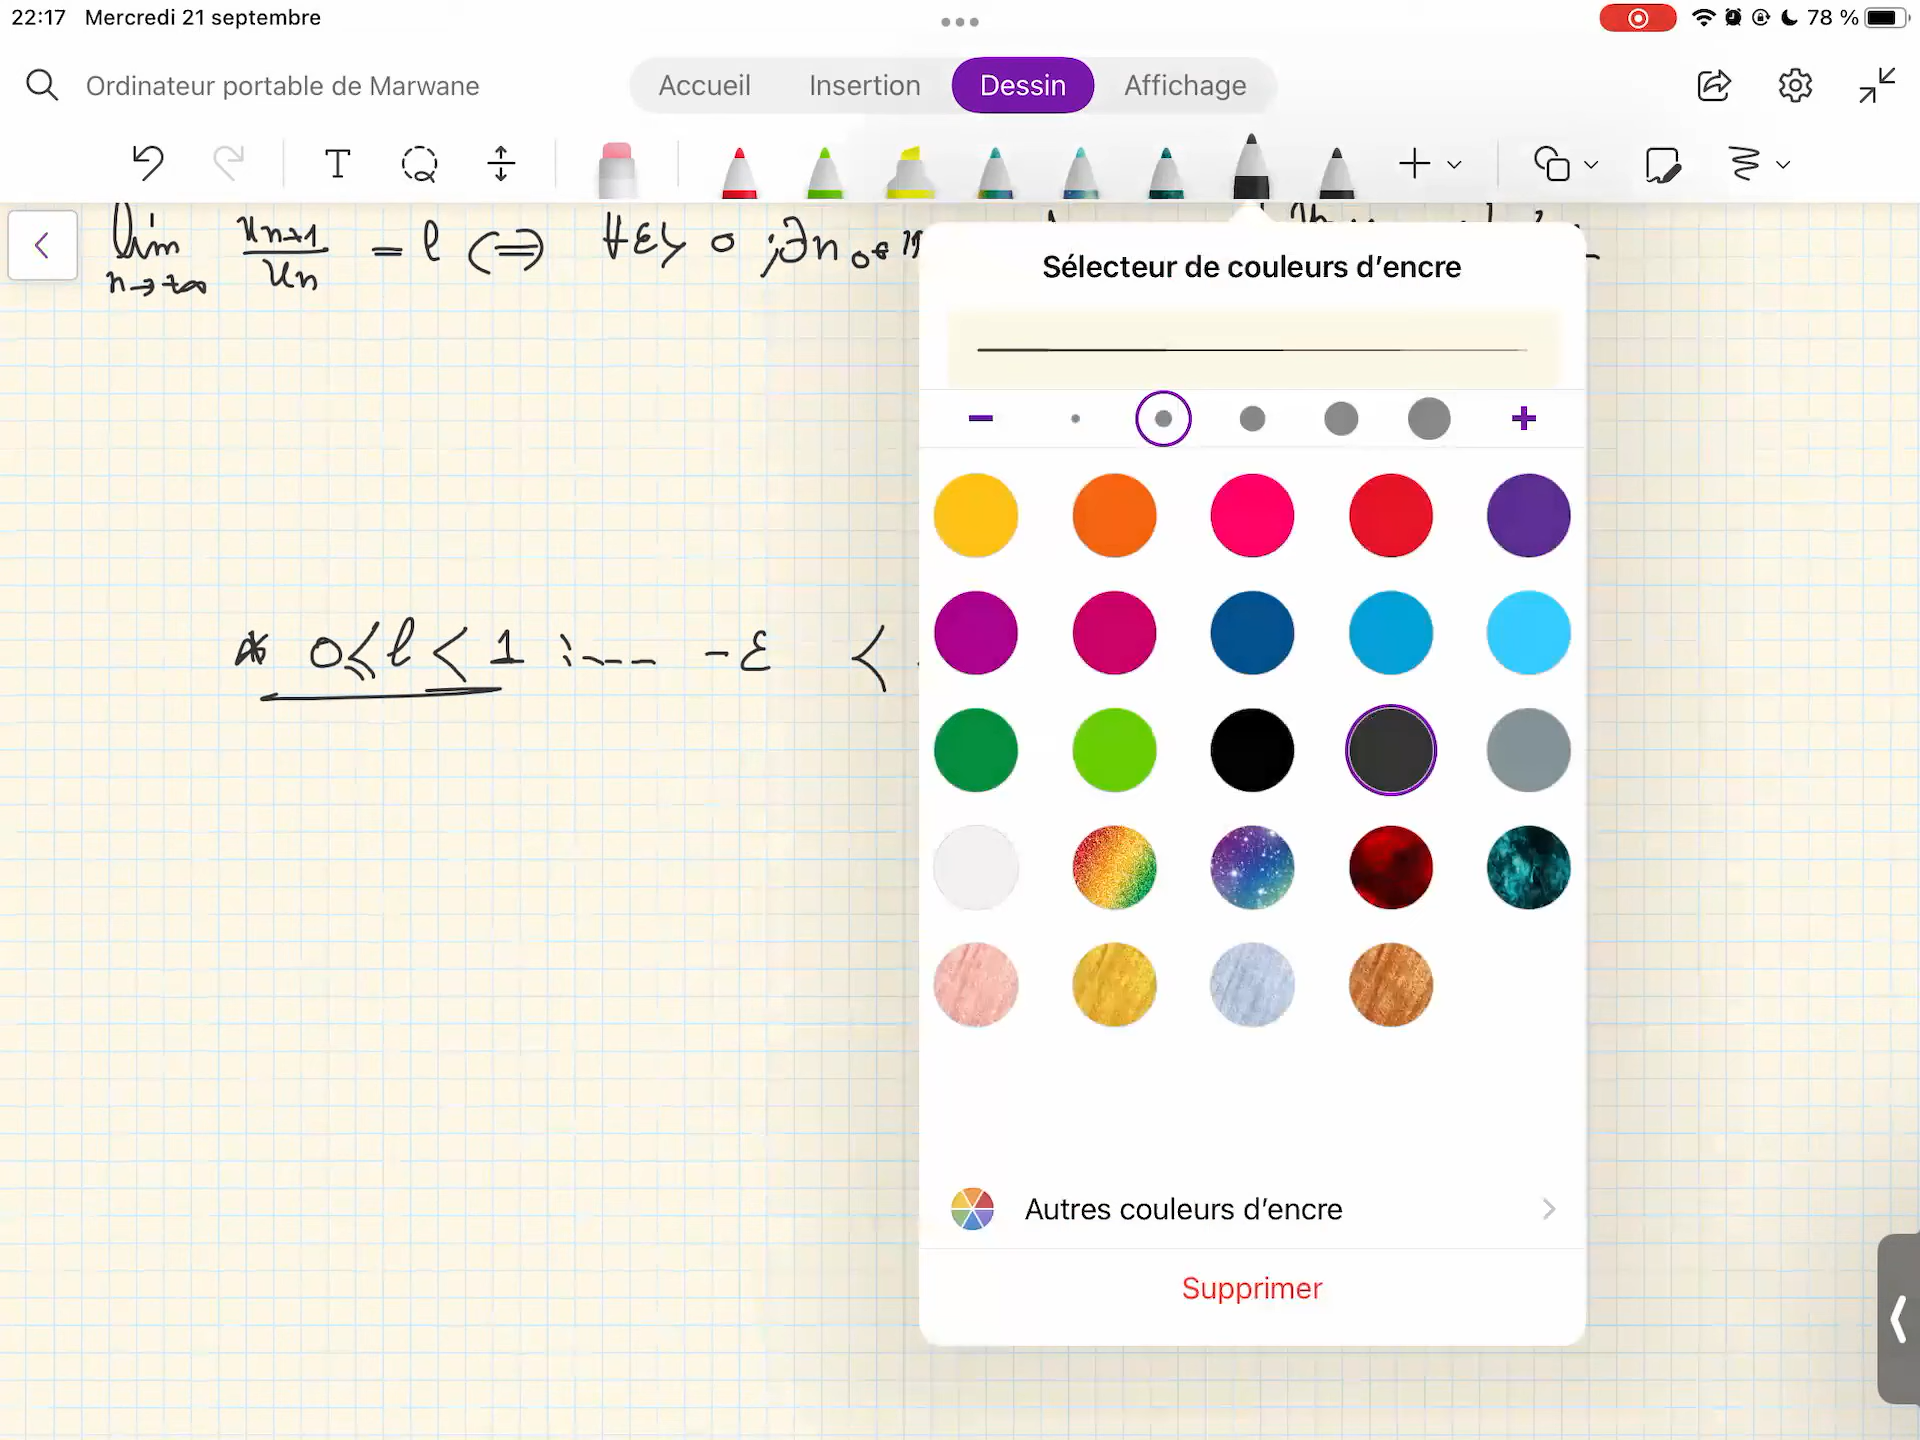 22:17 Mercredi 21 septembre
78 %
Ordinateur portable de Marwane
Accueil Insertion Dessin Affichage
T
lim n→+∞ un+1/un = l ⟺ ∀ε> 0 ;∃n0∈
Sélecteur de couleurs d’encre
* 0⩽l < 1 :--- -ε <
Autres couleurs d’encre
Supprimer